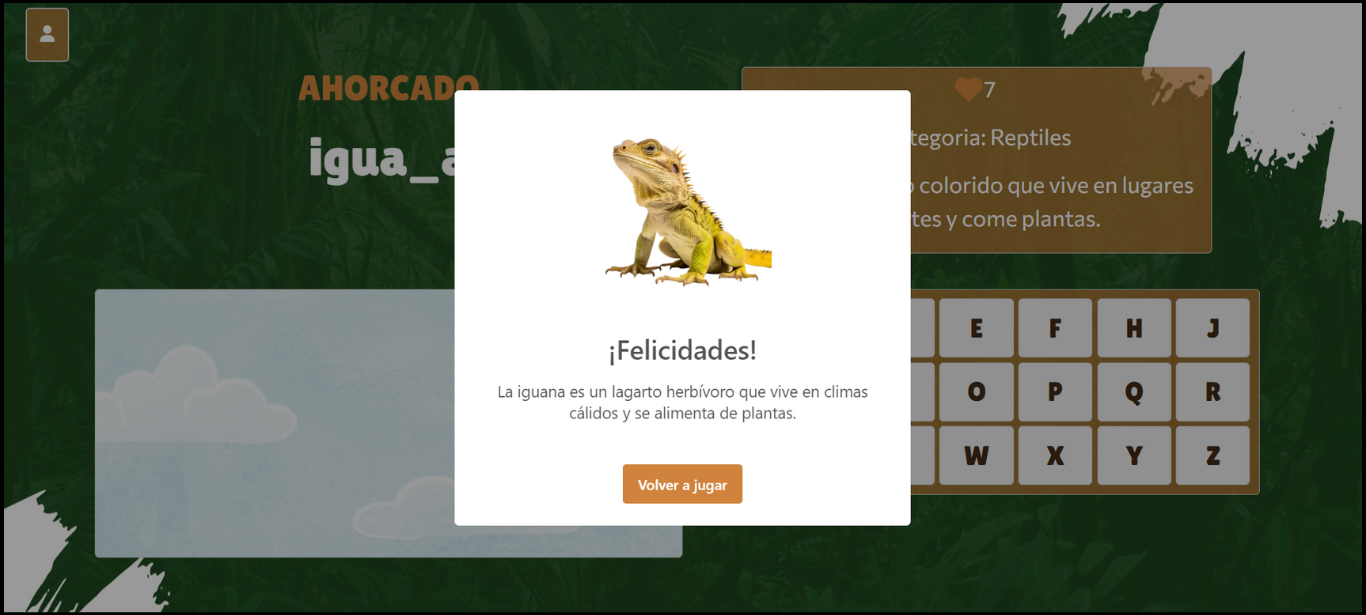 AHORCADO
7
igua_a
tegoria: Reptiles
colorido que vive en lugares
tes y come plantas.
¡Felicidades!
La iguana es un lagarto herbívoro que vive en climas
cálidos y se alimenta de plantas.
Volver a jugar
E F H J
O P Q R
W X Y Z